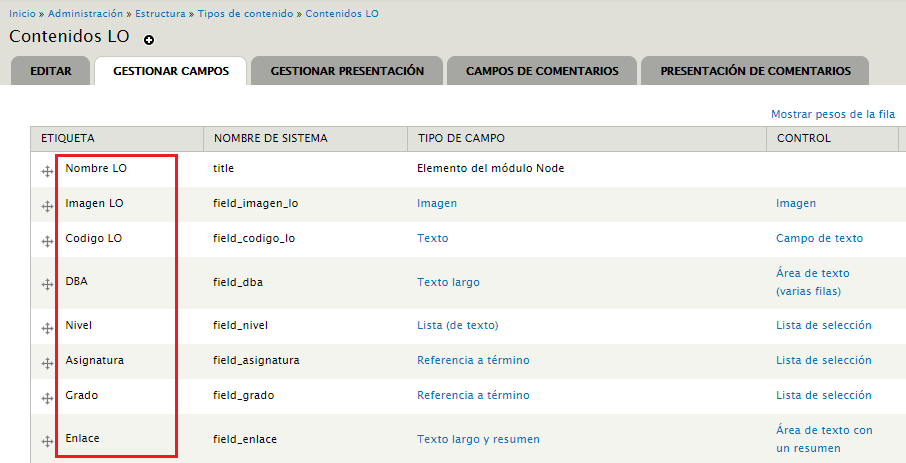 Inicio » Administración » Estructura » Tipos de contenido » Contenidos LO
Contenidos LO
EDITAR GESTIONAR CAMPOS GESTIONAR PRESENTACIÓN CAMPOS DE COMENTARIOS PRESENTACIÓN DE COMENTARIOS
Mostrar pesos de la fila
ETIQUETA NOMBRE DE SISTEMA TIPO DE CAMPO CONTROL
Nombre LO title Elemento del módulo Node
Imagen LO field_imagen_lo Imagen Imagen
Codigo LO field_codigo_lo Texto Campo de texto
DBA field_dba Texto largo Área de texto
(varias filas)
Nivel field_nivel Lista (de texto) Lista de selección
Asignatura field_asignatura Referencia a término Lista de selección
Grado field_grado Referencia a término Lista de selección
Enlace field_enlace Texto largo y resumen Área de texto con
un resumen